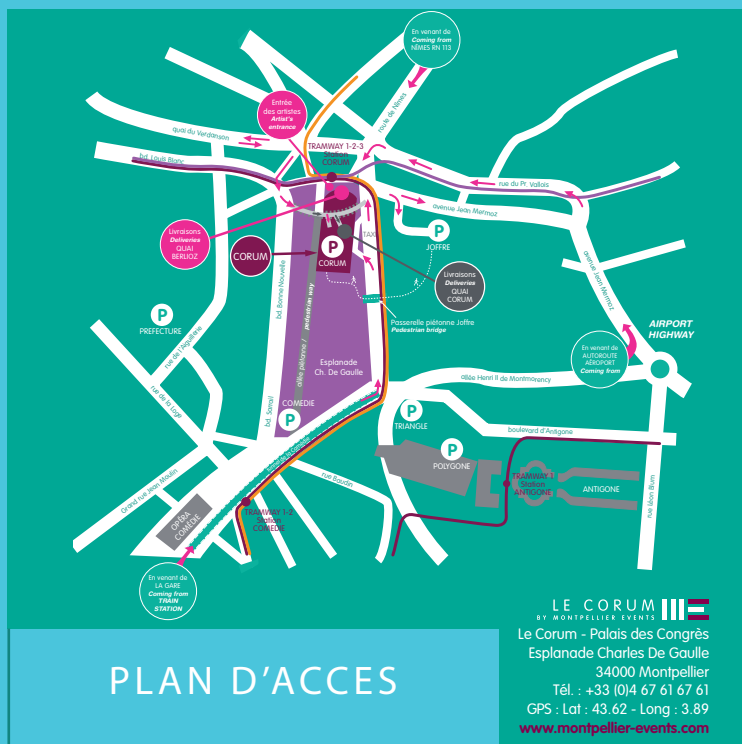 En venant de
Coming from
NÎMES RN 113
Entrée
des artistes
Artist's
entrance
route de Nîmes
quai du Verdanson
TRAMWAY 1-2-3
Station
CORUM
bd. Louis Blanc
rue du Pr. Vallois
avenue Jean Mermoz
Livraisons
Deliveries
QUAI
BERLIOZ
P
JOFFRE
TAXI
CORUM
P
CORUM
Livraisons
Deliveries
QUAI
CORUM
avenue Jean Mermoz
bd. Bonne Nouvelle
allée piétonne /
pedestrian way
P
PREFECTURE
Passerelle piétonne Joffre
Pedestrian bridge
AIRPORT
HIGHWAY
rue de l'Aiguillerie
En venant de
AUTOROUTE
AÉROPORT
Coming from
Esplanade
Ch. De Gaulle
allée Henri II de Montmorency
rue de la Loge
bd. Sarrail
COMEDIE
P
P
TRIANGLE
boulevard d'Antigone
P
POLYGONE
Grand rue Jean Moulin
rue Baudin
TRAMWAY 1
Station
ANTIGONE
ANTIGONE
rue Léon Blum
OPÉRA
COMÉDIE
TRAMWAY 1-2
Station
COMEDIE
En venant de
LA GARE
Coming from
TRAIN
STATION
LE CORUM
BY MONTPELLIER EVENTS
Le Corum - Palais des Congrès
Esplanade Charles De Gaulle
34000 Montpellier
Tél. : +33 (0)4 67 61 67 61
GPS : Lat : 43.62 - Long : 3.89
www.montpellier-events.com
PLAN D'ACCES